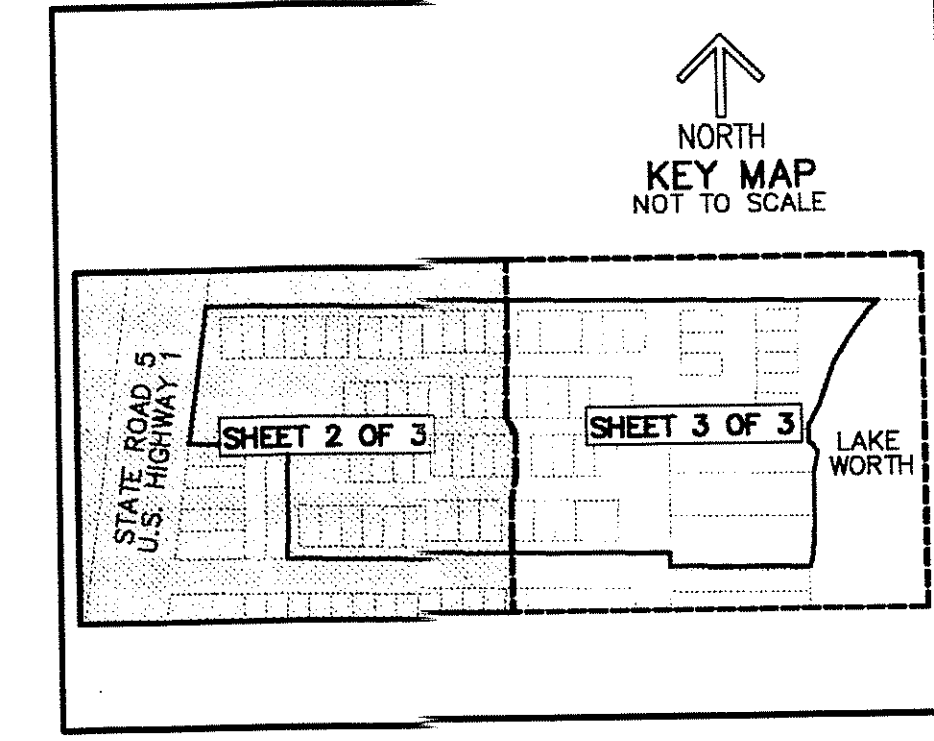 NORTH
KEY MAP
NOT TO SCALE
STATE ROAD 5
U.S. HIGHWAY 1
SHEET 2 OF 3
SHEET 3 OF 3
LAKE
WORTH